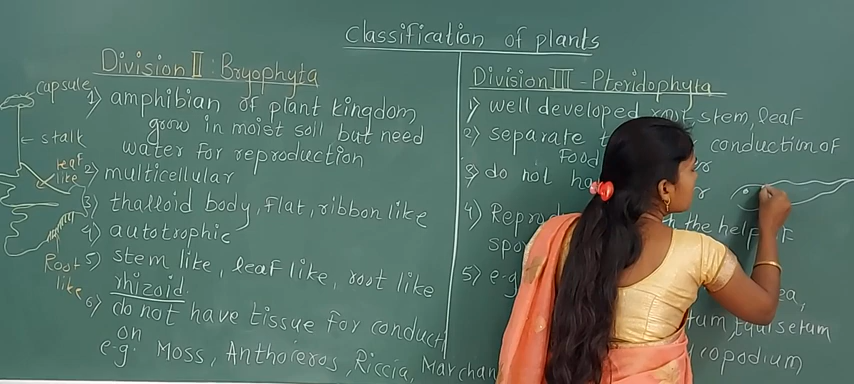 Classification of plants
Division II : Bryophyta
capsule
stalk
leaf
like
Root
like
1) amphibian of plant kingdom
grow in moist soil but need
water for reproduction
2) multicellular
3) thalloid body, flat, ribbon like
4) autotrophic
5) stem like, leaf like, root like
rhizoid.
6) do not have tissue for conducti
on
e.g. Moss, Anthoceros, Riccia, Marchan
Division III - Pteridophyta
1) well developed root, stem, leaf
2) separate conduction of
Food
3) do not ha
4) Reprod the help of
spo
5) e.g
Equisetum